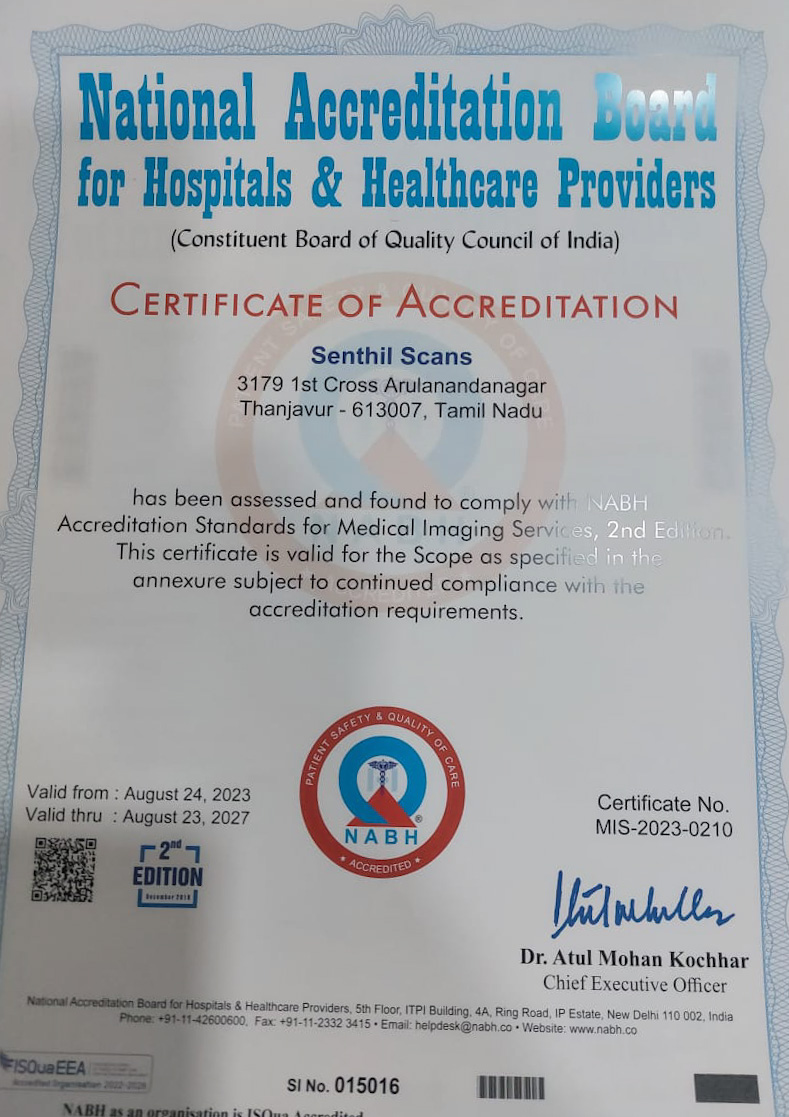 National Accreditation Board
for Hospitals & Healthcare Providers
(Constituent Board of Quality Council of India)
CERTIFICATE OF ACCREDITATION
Senthil Scans
3179 1st Cross Arulanandanagar
Thanjavur - 613007, Tamil Nadu
has been assessed and found to comply with NABH
Accreditation Standards for Medical Imaging Services, 2nd Edition.
This certificate is valid for the Scope as specified in the
annexure subject to continued compliance with the
accreditation requirements.
PATIENT SAFETY & QUALITY OF CARE
NABH ®
★ ACCREDITED ★
Valid from : August 24, 2023
Valid thru : August 23, 2027
Certificate No.
MIS-2023-0210
2nd
EDITION
December 2018
Dr. Atul Mohan Kochhar
Chief Executive Officer
National Accreditation Board for Hospitals & Healthcare Providers, 5th Floor, ITPI Building, 4A, Ring Road, IP Estate, New Delhi 110 002, India
Phone: +91-11-42600600, Fax: +91-11-2332 3415 • Email: helpdesk@nabh.co • Website: www.nabh.co
ISQuaEEA
Accredited Organisation 2022-2026
SI No. 015016
NABH as an organisation is ISQua Accredited